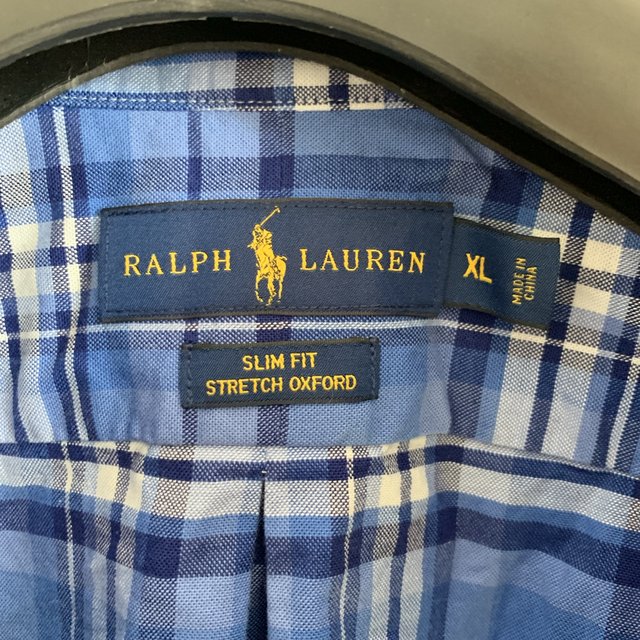 RALPH LAUREN
XL
MADE IN
CHINA
SLIM FIT
STRETCH OXFORD